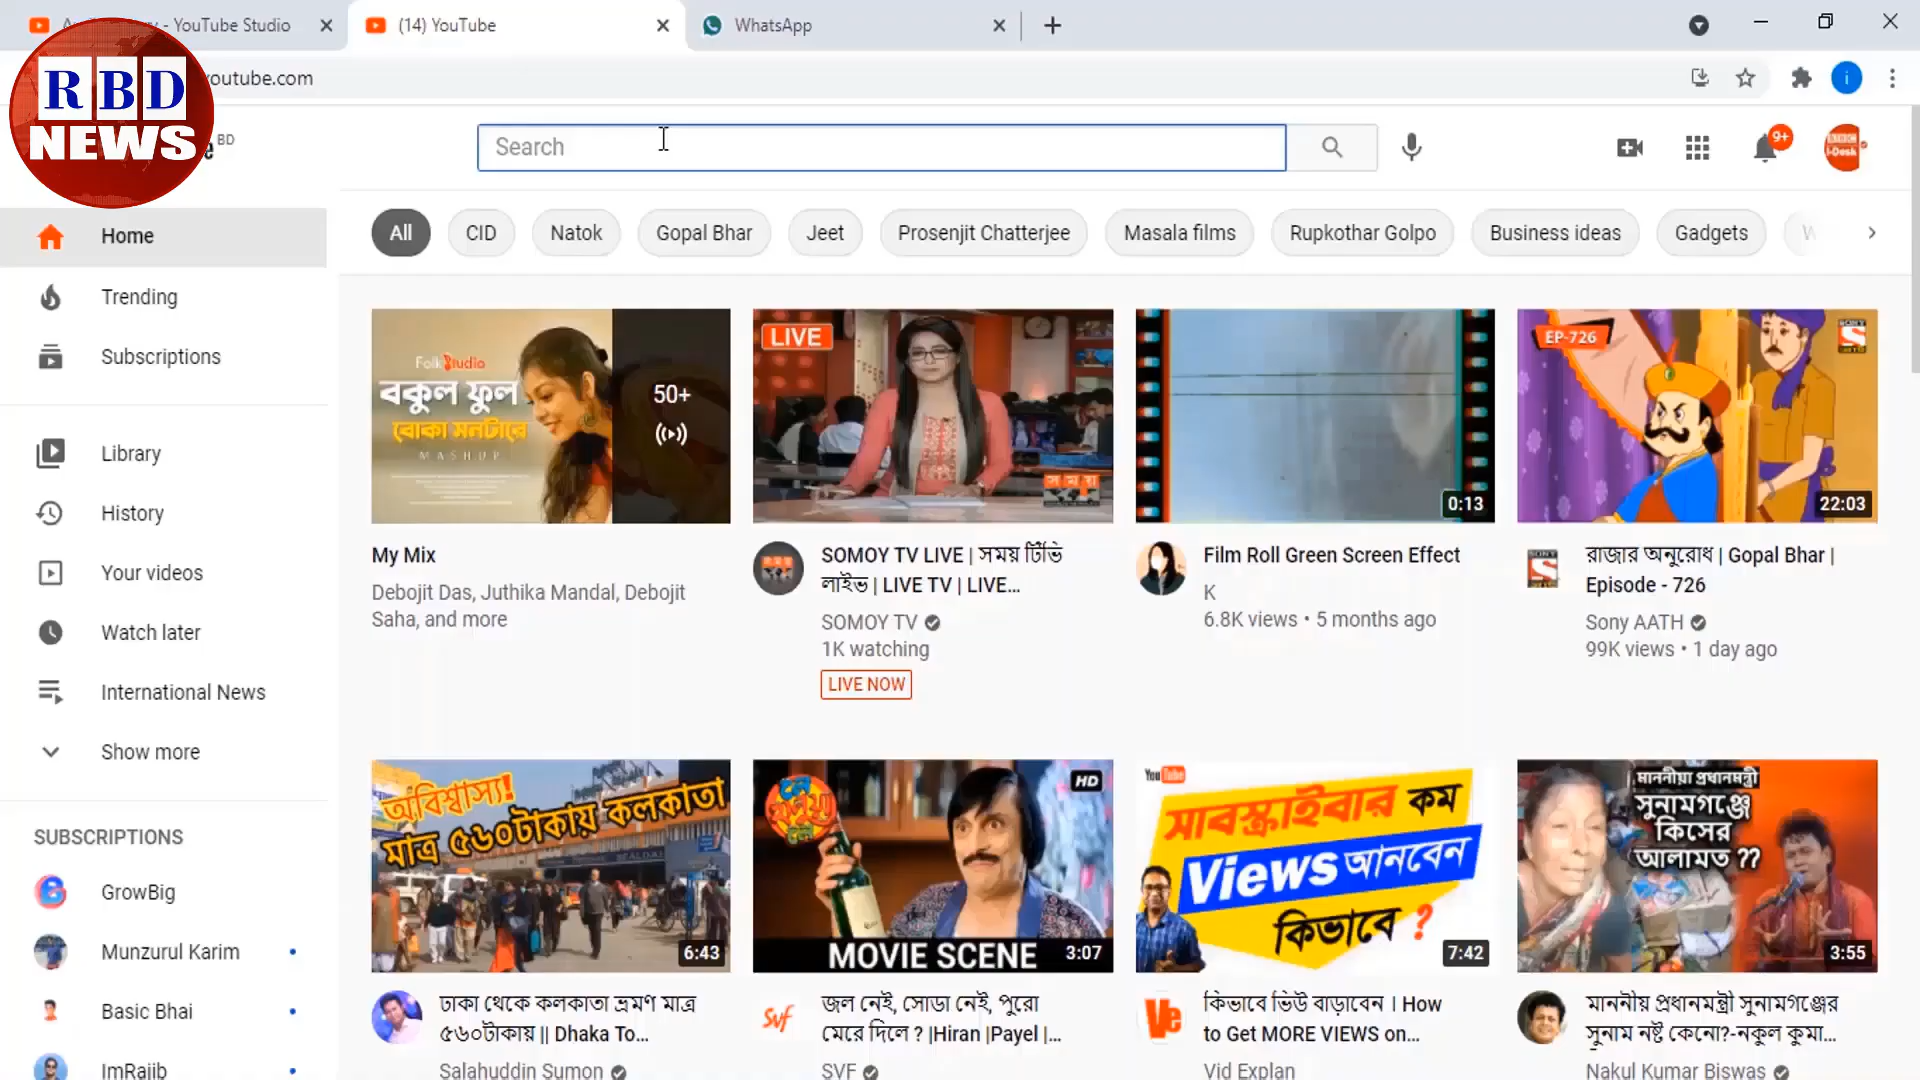 YouTube Studio
(14) YouTube
WhatsApp
RBD
NEWS
youtube.com
BD
Search
9+
i
Home
Trending
Subscriptions
Library
History
Your videos
Watch later
International News
Show more
SUBSCRIPTIONS
GrowBig
Munzurul Karim
Basic Bhai
ImRajib
All
CID
Natok
Gopal Bhar
Jeet
Prosenjit Chatterjee
Masala films
Rupkothar Golpo
Business ideas
Gadgets
Folk Studio
বকুল ফুল
বোকা মনটারে
MASHUP
50+
My Mix
Debojit Das, Juthika Mandal, Debojit
Saha, and more
LIVE
সময়
SOMOY TV LIVE | সময় টিভি
লাইভ | LIVE TV | LIVE...
SOMOY TV
1K watching
LIVE NOW
0:13
Film Roll Green Screen Effect
K
6.8K views • 5 months ago
EP-726
22:03
রাজার অনুরোধ | Gopal Bhar |
Episode - 726
Sony AATH
99K views • 1 day ago
অবিশ্বাস্য!
মাত্র ৫৬০টাকায় কলকাতা
6:43
ঢাকা থেকে কলকাতা ভ্রমণ মাত্র
৫৬০টাকায় || Dhaka To...
Salahuddin Sumon
HD
MOVIE SCENE
3:07
SVF
জল নেই, সোডা নেই, পুরো
মেরে দিলে ? |Hiran |Payel |...
SVF
YouTube
সাবস্ক্রাইবার কম
Views আনবেন
কিভাবে ?
7:42
Ve
কিভাবে ভিউ বাড়াবেন । How
to Get MORE VIEWS on...
Vid Explan
মাননীয়া প্রধানমন্ত্রী
সুনামগঞ্জে
কিসের
আলামত ??
3:55
মাননীয় প্রধানমন্ত্রী সুনামগঞ্জের
সুনাম নষ্ট কেনো?-নকুল কুমা...
Nakul Kumar Biswas